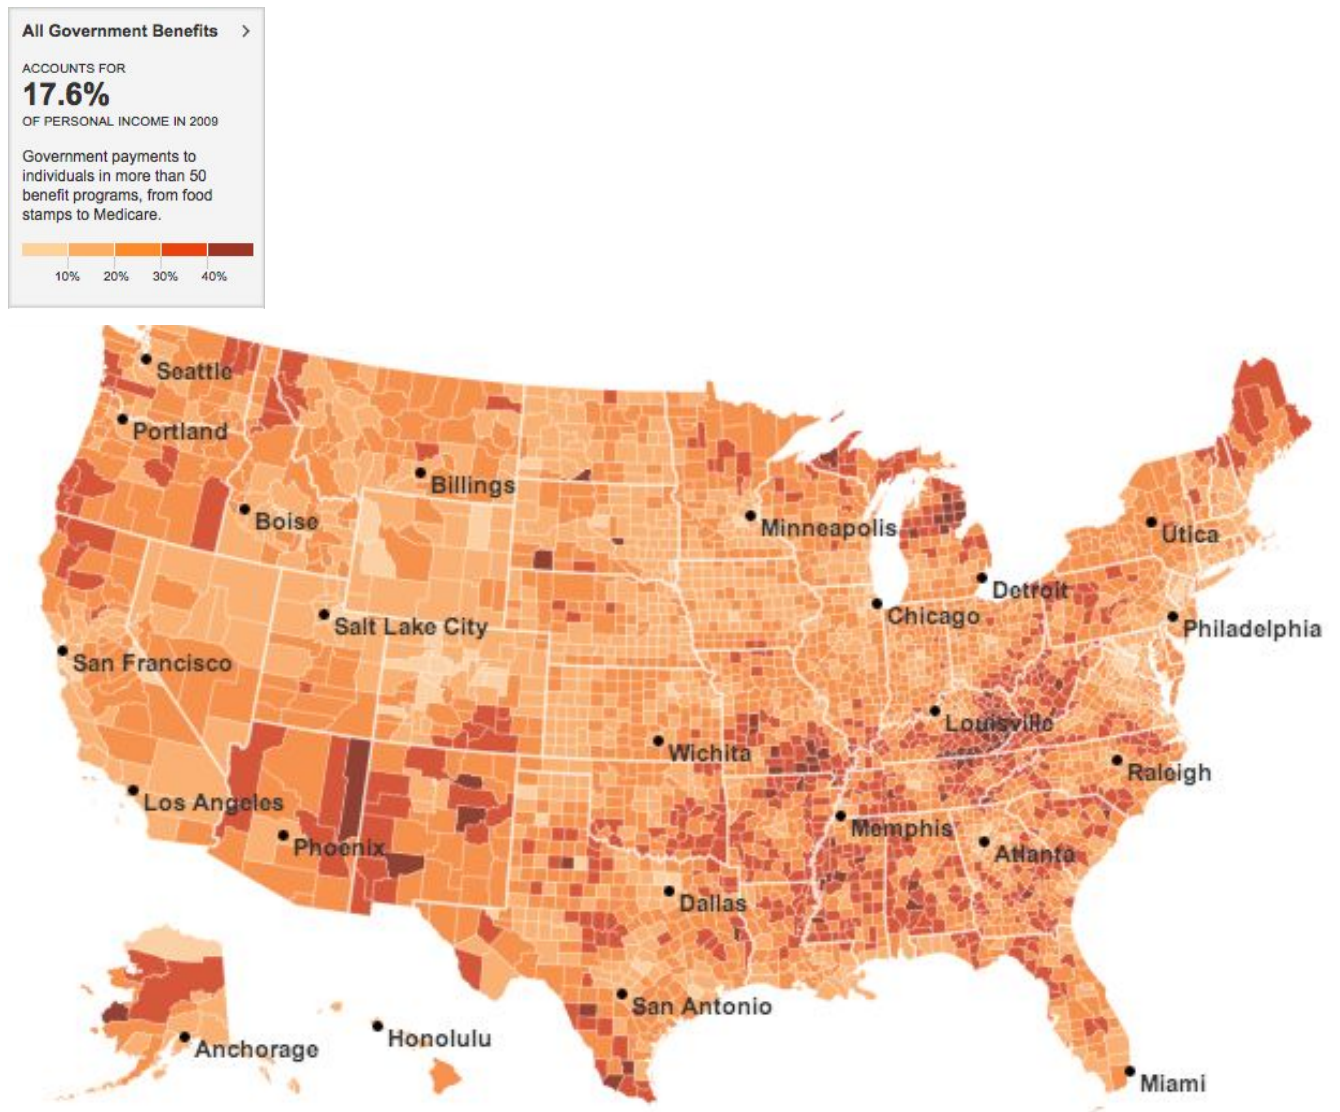 All Government Benefits >
ACCOUNTS FOR
17.6%
OF PERSONAL INCOME IN 2009
Government payments to
individuals in more than 50
benefit programs, from food
stamps to Medicare.
10% 20% 30% 40%
Seattle
Portland
Billings
Boise
Minneapolis
Utica
Detroit
Chicago
Salt Lake City
Philadelphia
San Francisco
Louisville
Wichita
Raleigh
Los Angeles
Memphis
Phoenix
Atlanta
Dallas
San Antonio
Honolulu
Anchorage
Miami